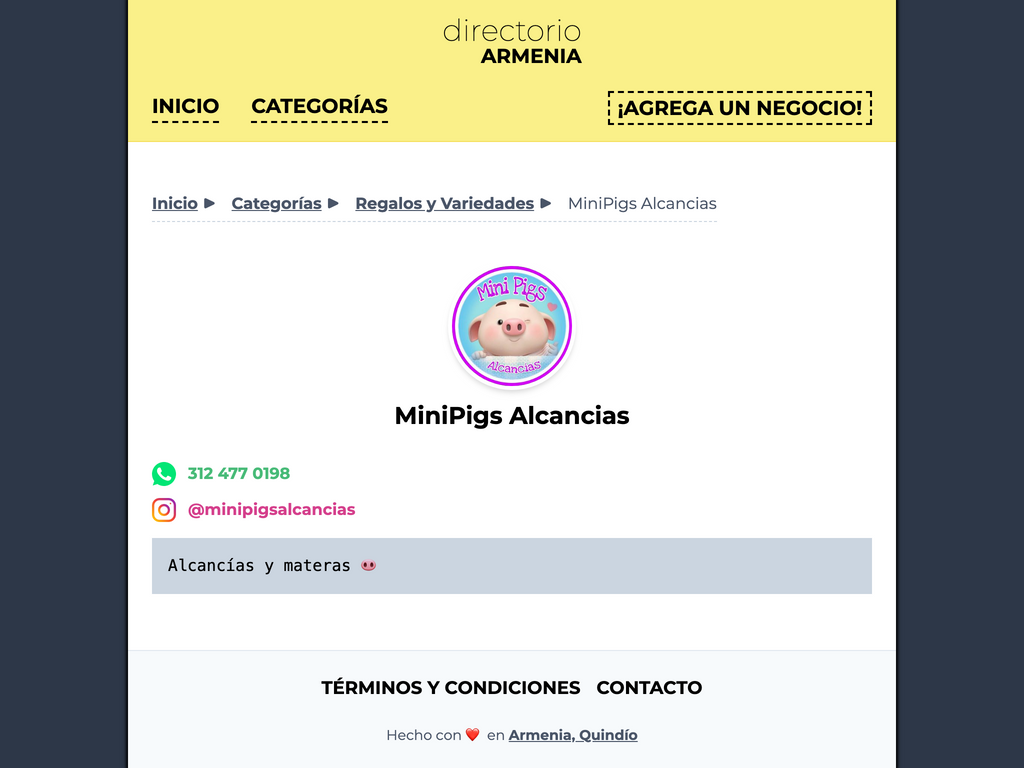 directorio
ARMENIA
INICIO CATEGORÍAS ¡AGREGA UN NEGOCIO!
Inicio Categorías Regalos y Variedades MiniPigs Alcancias
Mini Pigs
Alcancias
MiniPigs Alcancias
312 477 0198
@minipigsalcancias
Alcancías y materas 🐽
TÉRMINOS Y CONDICIONES CONTACTO
Hecho con ❤️ en Armenia, Quindío